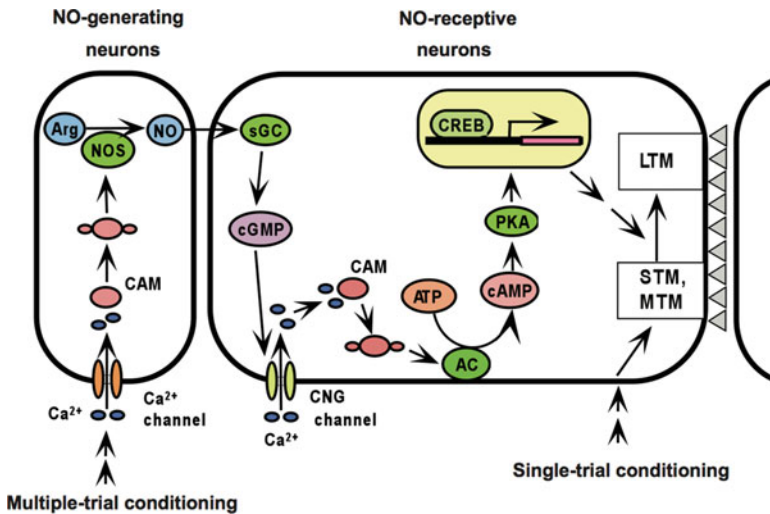 NO-generating
neurons
NO-receptive
neurons
Arg
NO
NOS
sGC
CREB
LTM
cGMP
PKA
CAM
CAM
ATP
cAMP
STM,
MTM
AC
Ca²⁺
Ca²⁺
channel
CNG
channel
Ca²⁺
Single-trial conditioning
Multiple-trial conditioning